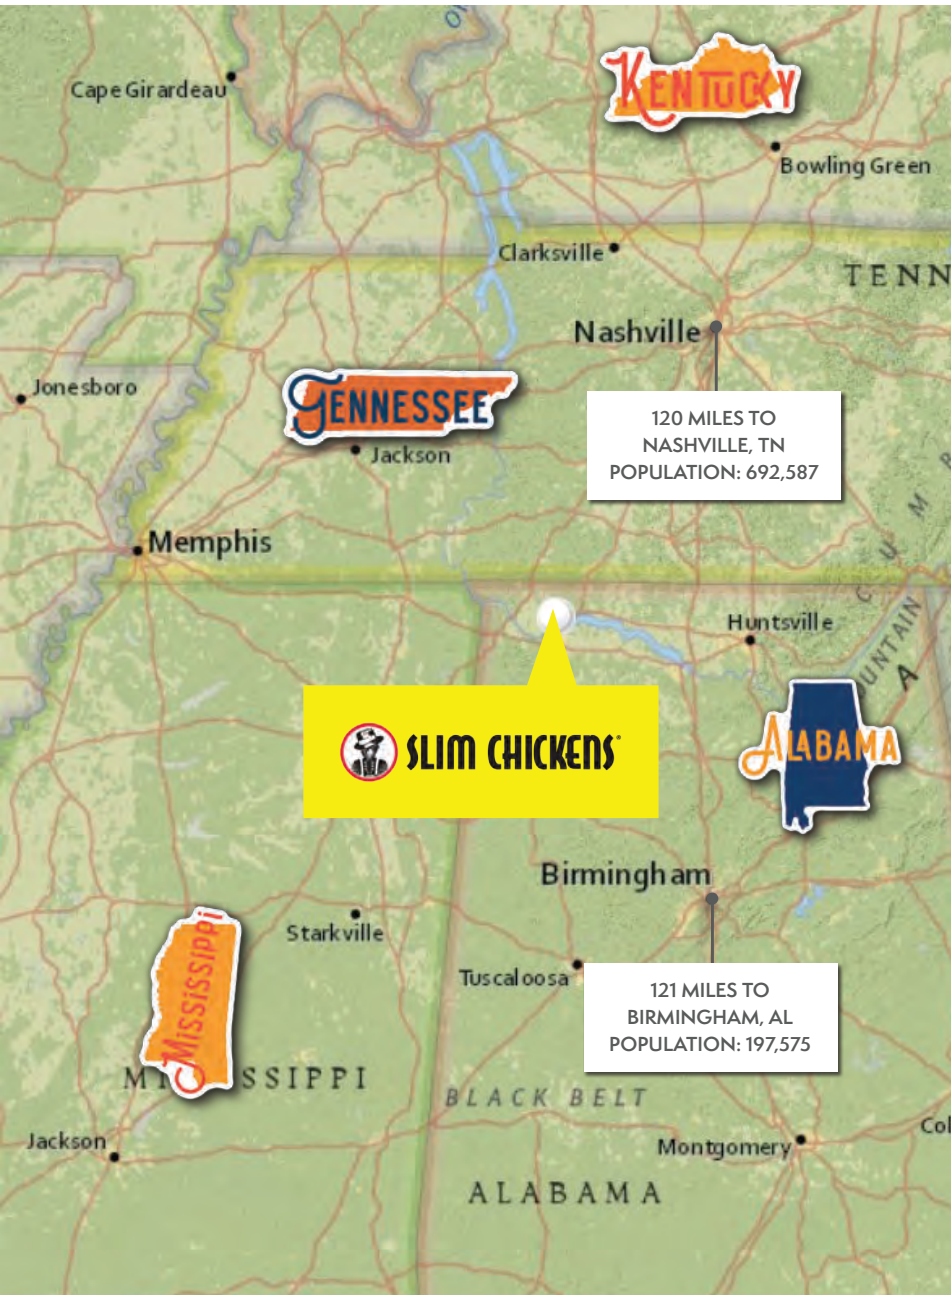 KENTUCKY
Cape Girardeau
Bowling Green
Clarksville
TENN
Nashville
Jonesboro
TENNESSEE
120 MILES TO
NASHVILLE, TN
POPULATION: 692,587
Jackson
Memphis
Huntsville
CUMB
UNTAIN
A
SLIM CHICKENS®
ALABAMA
Birmingham
Starkville
Tuscaloosa
121 MILES TO
BIRMINGHAM, AL
POPULATION: 197,575
Mississippi
MI SSIPPI
BLACK BELT
Jackson
Montgomery
Col
ALABAMA